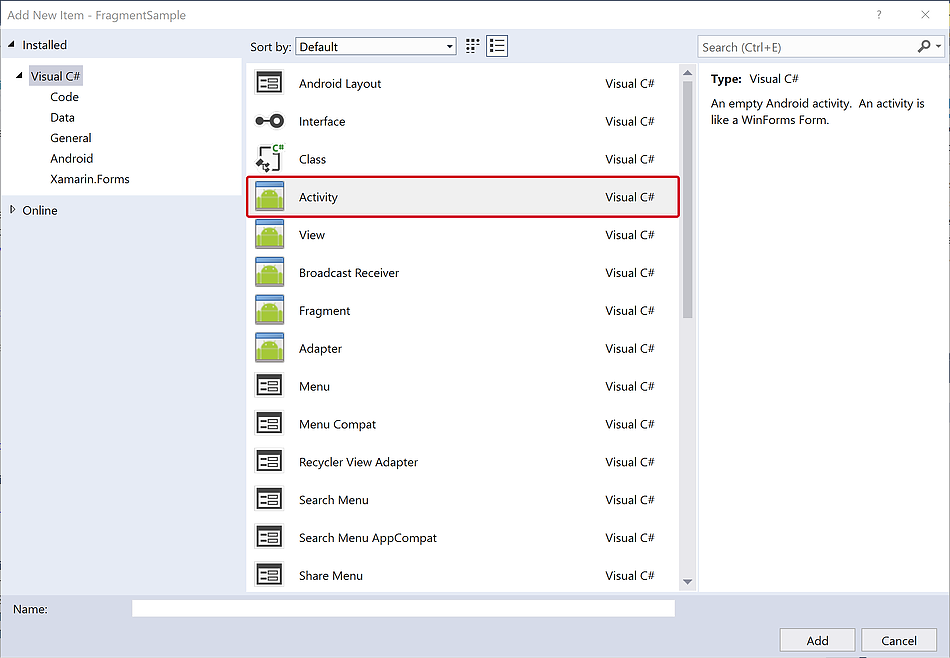 Add New Item - FragmentSample
?
Installed
Visual C#
Code
Data
General
Android
Xamarin.Forms
Online
Sort by: Default
Android Layout Visual C#
Interface Visual C#
C#
Class Visual C#
Activity Visual C#
View Visual C#
Broadcast Receiver Visual C#
Fragment Visual C#
Adapter Visual C#
Menu Visual C#
Menu Compat Visual C#
Recycler View Adapter Visual C#
Search Menu Visual C#
Search Menu AppCompat Visual C#
Share Menu Visual C#
Search (Ctrl+E)
Type: Visual C#
An empty Android activity. An activity is
like a WinForms Form.
Name:
Add
Cancel